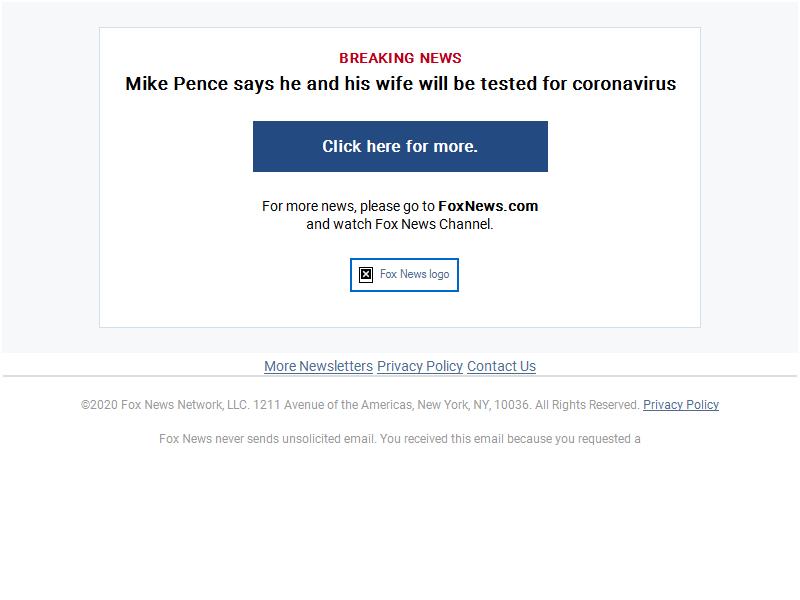 BREAKING NEWS
Mike Pence says he and his wife will be tested for coronavirus
Click here for more.
For more news, please go to FoxNews.com
and watch Fox News Channel.
Fox News logo
More Newsletters Privacy Policy Contact Us
©2020 Fox News Network, LLC. 1211 Avenue of the Americas, New York, NY, 10036. All Rights Reserved. Privacy Policy
Fox News never sends unsolicited email. You received this email because you requested a